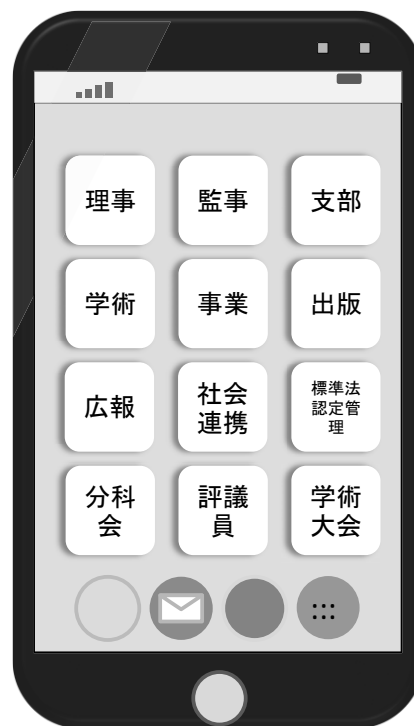 理事
監事
支部
学術
事業
出版
広報
社会
連携
標準法
認定管
理
分科
会
評議
員
学術
大会